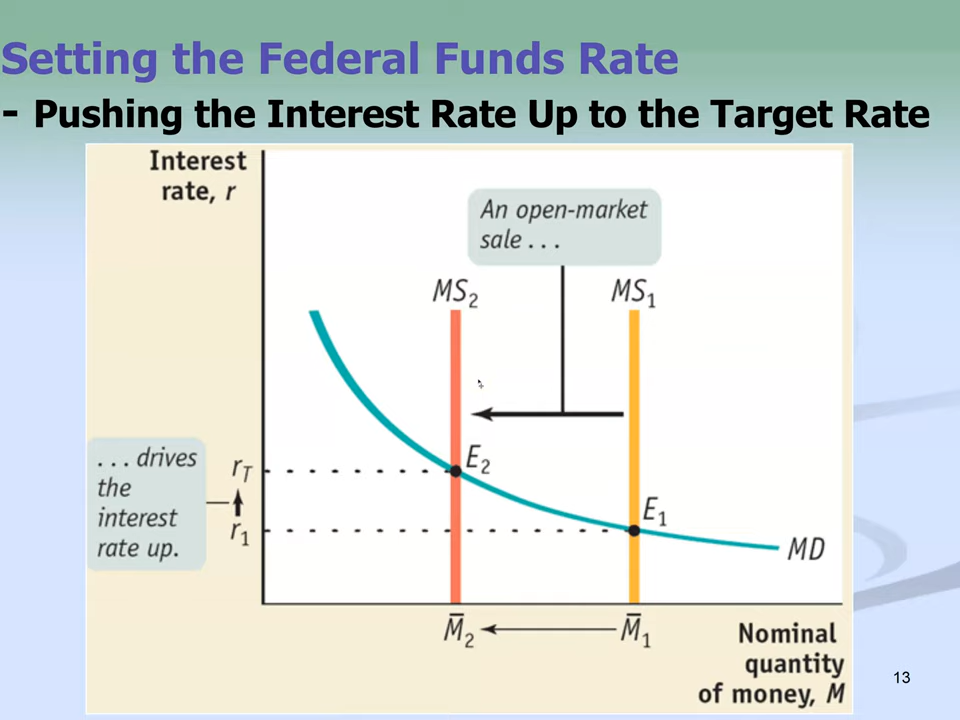 Setting the Federal Funds Rate
- Pushing the Interest Rate Up to the Target Rate
Interest
rate, r
An open-market
sale . . .
MS₂
MS₁
. . . drives
the
interest
rate up.
r_T
r₁
E₂
E₁
MD
M̅₂
M̅₁
Nominal
quantity
of money, M
13